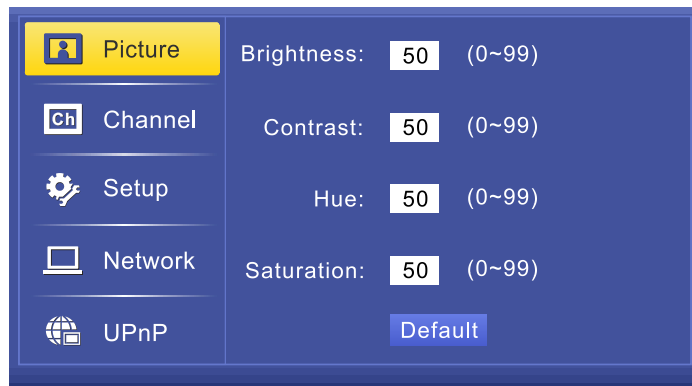 Picture
Brightness: 50 (0~99)
Ch Channel
Contrast: 50 (0~99)
Setup
Hue: 50 (0~99)
Network
Saturation: 50 (0~99)
UPnP
Default